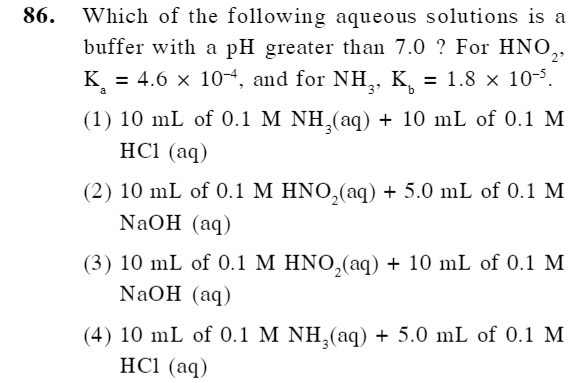 86. Which of the following aqueous solutions is a
buffer with a pH greater than 7.0 ? For HNO₂,
Kₐ = 4.6 × 10⁻⁴, and for NH₃, K_b = 1.8 × 10⁻⁵.
(1) 10 mL of 0.1 M NH₃(aq) + 10 mL of 0.1 M
HCl (aq)
(2) 10 mL of 0.1 M HNO₂(aq) + 5.0 mL of 0.1 M
NaOH (aq)
(3) 10 mL of 0.1 M HNO₂(aq) + 10 mL of 0.1 M
NaOH (aq)
(4) 10 mL of 0.1 M NH₃(aq) + 5.0 mL of 0.1 M
HCl (aq)